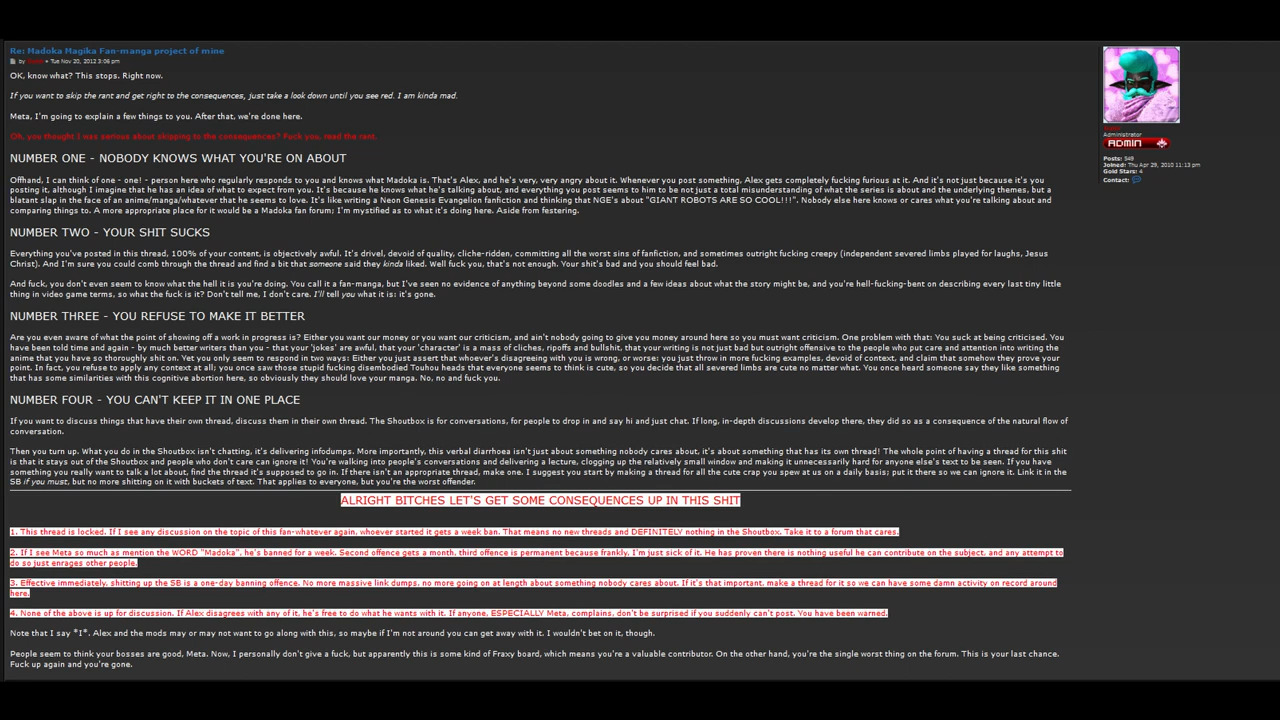 Re: Madoka Magika Fan-manga project of mine
by » Tue Nov 20, 2012 3:06 pm
OK, know what? This stops. Right now.
If you want to skip the rant and get right to the consequences, just take a look down until you see red. I am kinda mad.
Meta, I'm going to explain a few things to you. After that, we're done here.
Oh, you thought I was serious about skipping to the consequences? Fuck you, read the rant.
NUMBER ONE - NOBODY KNOWS WHAT YOU'RE ON ABOUT
Offhand, I can think of one - one! - person here who regularly responds to you and knows what Madoka is. That's Alex, and he's very, very angry about it. Whenever you post something, Alex gets completely fucking furious at it. And it's not just because it's you
posting it, although I imagine that he has an idea of what to expect from you. It's because he knows what he's talking about, and everything you post seems to him to be not just a total misunderstanding of what the series is about and the underlying themes, but a
blatant slap in the face of an anime/manga/whatever that he seems to love. It's like writing a Neon Genesis Evangelion fanfiction and thinking that NGE's about "GIANT ROBOTS ARE SO COOL!!!". Nobody else here knows or cares what you're talking about and
comparing things to. A more appropriate place for it would be a Madoka fan forum; I'm mystified as to what it's doing here. Aside from festering.
NUMBER TWO - YOUR SHIT SUCKS
Everything you've posted in this thread, 100% of your content, is objectively awful. It's drivel, devoid of quality, cliche-ridden, committing all the worst sins of fanfiction, and sometimes outright fucking creepy (independent severed limbs played for laughs, Jesus
Christ). And I'm sure you could comb through the thread and find a bit that someone said they kinda liked. Well fuck you, that's not enough. Your shit's bad and you should feel bad.
And fuck, you don't even seem to know what the hell it is you're doing. You call it a fan-manga, but I've seen no evidence of anything beyond some doodles and a few ideas about what the story might be, and you're hell-fucking-bent on describing every last tiny little
thing in video game terms, so what the fuck is it? Don't tell me, I don't care. I'll tell you what it is: it's gone.
NUMBER THREE - YOU REFUSE TO MAKE IT BETTER
Are you even aware of what the point of showing off a work in progress is? Either you want our money or you want our criticism, and ain't nobody going to give you money around here so you must want criticism. One problem with that: You suck at being criticised. You
have been told time and again - by much better writers than you - that your 'jokes' are awful, that your 'character' is a mass of cliches, ripoffs and bullshit, that your writing is not just bad but outright offensive to the people who put care and attention into writing the
anime that you have so thoroughly shit on. Yet you only seem to respond in two ways: Either you just assert that whoever's disagreeing with you is wrong, or worse: you just throw in more fucking examples, devoid of context, and claim that somehow they prove your
point. In fact, you refuse to apply any context at all; you once saw those stupid fucking disembodied Touhou heads that everyone seems to think is cute, so you decide that all severed limbs are cute no matter what. You once heard someone say they like something
that has some similarities with this cognitive abortion here, so obviously they should love your manga. No, no and fuck you.
NUMBER FOUR - YOU CAN'T KEEP IT IN ONE PLACE
If you want to discuss things that have their own thread, discuss them in their own thread. The Shoutbox is for conversations, for people to drop in and say hi and just chat. If long, in-depth discussions develop there, they did so as a consequence of the natural flow of
conversation.
Then you turn up. What you do in the Shoutbox isn't chatting, it's delivering infodumps. More importantly, this verbal diarrhoea isn't just about something nobody cares about, it's about something that has its own thread! The whole point of having a thread for this shit
is that it stays out of the Shoutbox and people who don't care can ignore it! You're walking into people's conversations and delivering a lecture, clogging up the relatively small window and making it unnecessarily hard for anyone else's text to be seen. If you have
something you really want to talk a lot about, find the thread it's supposed to go in. If there isn't an appropriate thread, make one. I suggest you start by making a thread for all the cute crap you spew at us on a daily basis; put it there so we can ignore it. Link it in the
SB if you must, but no more shitting on it with buckets of text. That applies to everyone, but you're the worst offender.
ALRIGHT BITCHES LET'S GET SOME CONSEQUENCES UP IN THIS SHIT
1. This thread is locked. If I see any discussion on the topic of this fan-whatever again, whoever started it gets a week ban. That means no new threads and DEFINITELY nothing in the Shoutbox. Take it to a forum that cares.
2. If I see Meta so much as mention the WORD "Madoka", he's banned for a week. Second offence gets a month, third offence is permanent because frankly, I'm just sick of it. He has proven there is nothing useful he can contribute on the subject, and any attempt to
do so just enrages other people.
3. Effective immediately, shitting up the SB is a one-day banning offence. No more massive link dumps, no more going on at length about something nobody cares about. If it's that important, make a thread for it so we can have some damn activity on record around
here.
4. None of the above is up for discussion. If Alex disagrees with any of it, he's free to do what he wants with it. If anyone, ESPECIALLY Meta, complains, don't be surprised if you suddenly can't post. You have been warned.
Note that I say *I*. Alex and the mods may or may not want to go along with this, so maybe if I'm not around you can get away with it. I wouldn't bet on it, though.
People seem to think your bosses are good, Meta. Now, I personally don't give a fuck, but apparently this is some kind of Fraxy board, which means you're a valuable contributor. On the other hand, you're the single worst thing on the forum. This is your last chance.
Fuck up again and you're gone.
Administrator
ADMIN
Posts: 549
Joined: Thu Apr 29, 2010 11:13 pm
Gold Stars: 4
Contact: